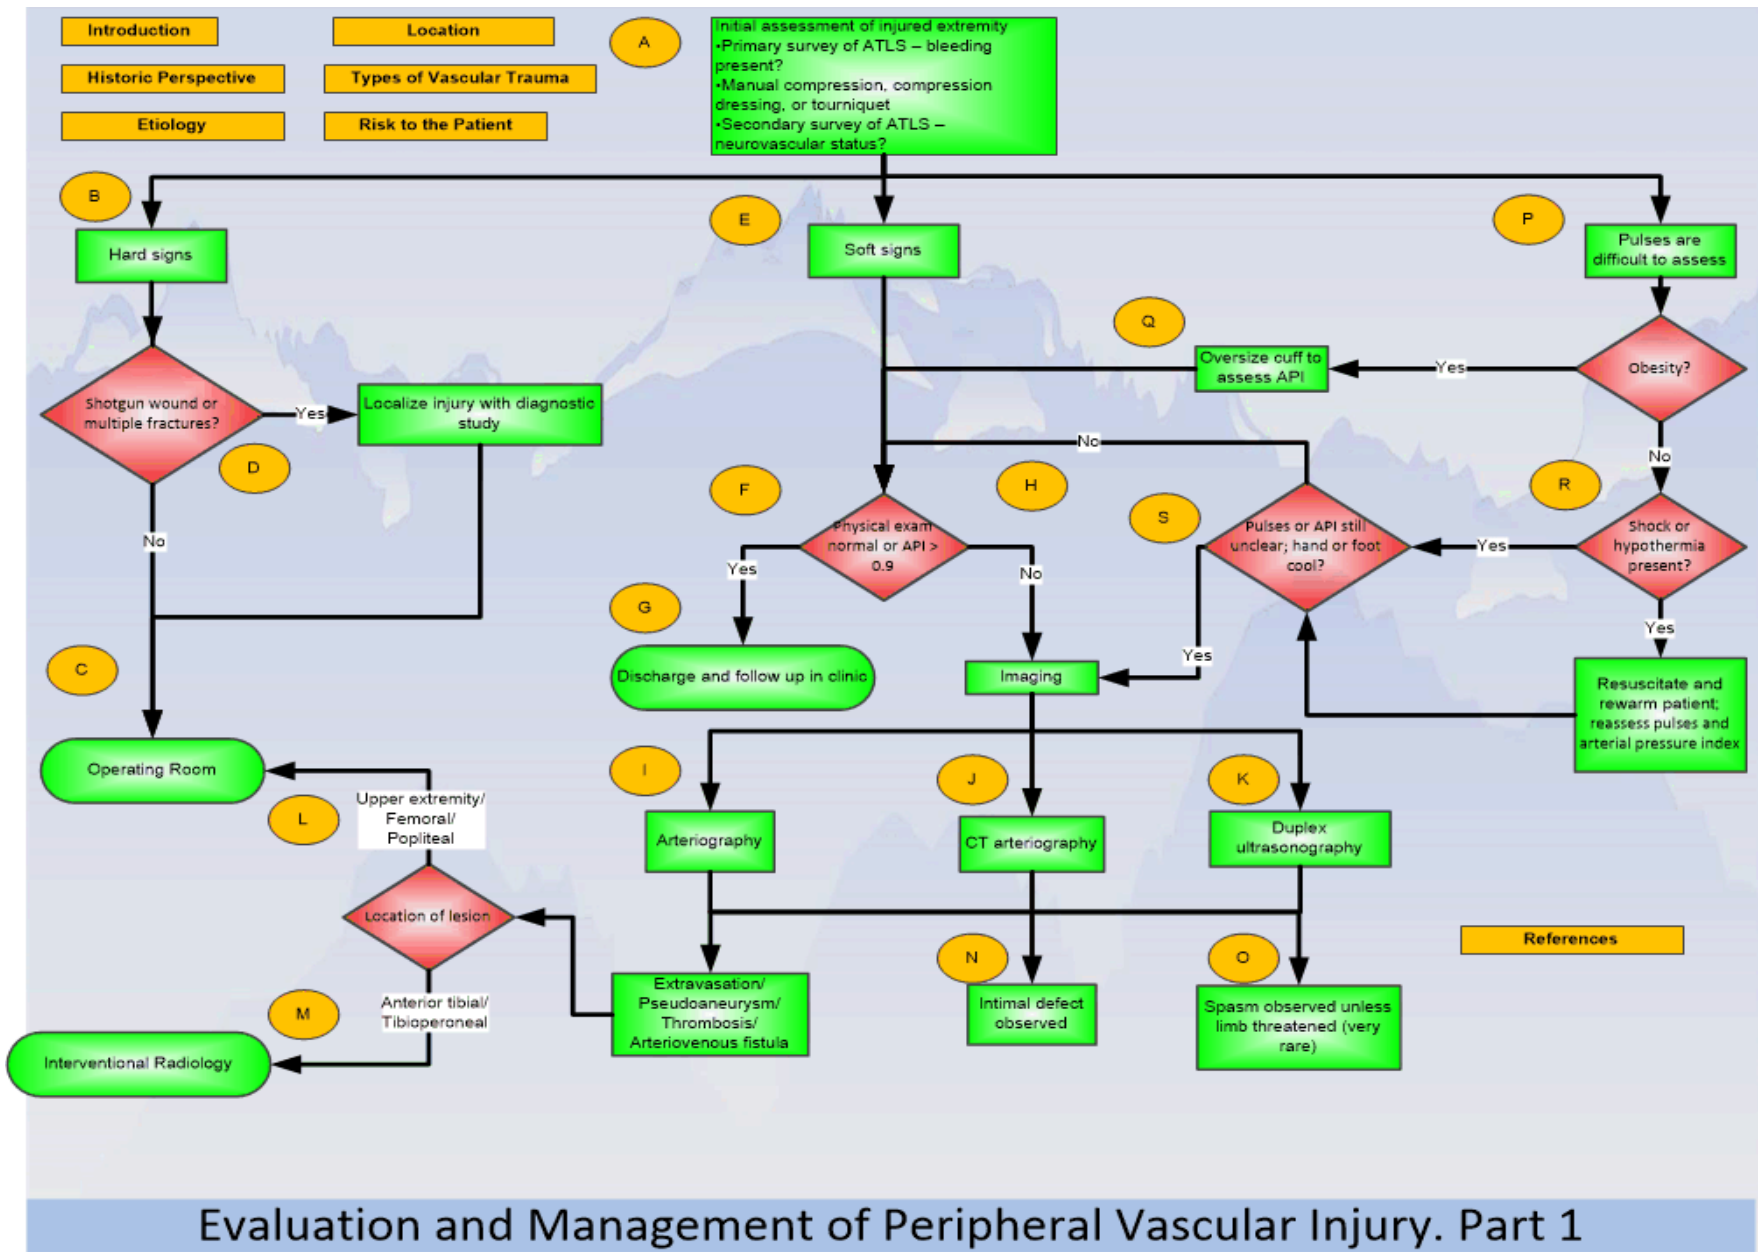 Introduction
Location
Historic Perspective
Types of Vascular Trauma
Etiology
Risk to the Patient
A
Initial assessment of injured extremity
•Primary survey of ATLS – bleeding
present?
•Manual compression, compression
dressing, or tourniquet
•Secondary survey of ATLS –
neurovascular status?
B
Hard signs
E
Soft signs
P
Pulses are
difficult to assess
Q
Oversize cuff to
assess API
Yes
Obesity?
Shotgun wound or
multiple fractures?
Yes
Localize injury with diagnostic
study
D
No
No
No
F
H
S
R
Physical exam
normal or API >
0.9
Pulses or API still
unclear; hand or foot
cool?
Yes
Shock or
hypothermia
present?
Yes
No
Yes
Yes
G
C
Discharge and follow up in clinic
Imaging
Resuscitate and
rewarm patient;
reassess pulses and
arterial pressure index
Operating Room
I
J
K
L
Upper extremity/
Femoral/
Popliteal
Arteriography
CT arteriography
Duplex
ultrasonography
Location of lesion
References
N
O
M
Anterior tibial/
Tibioperoneal
Extravasation/
Pseudoaneurysm/
Thrombosis/
Arteriovenous fistula
Intimal defect
observed
Spasm observed unless
limb threatened (very
rare)
Interventional Radiology
Evaluation and Management of Peripheral Vascular Injury. Part 1